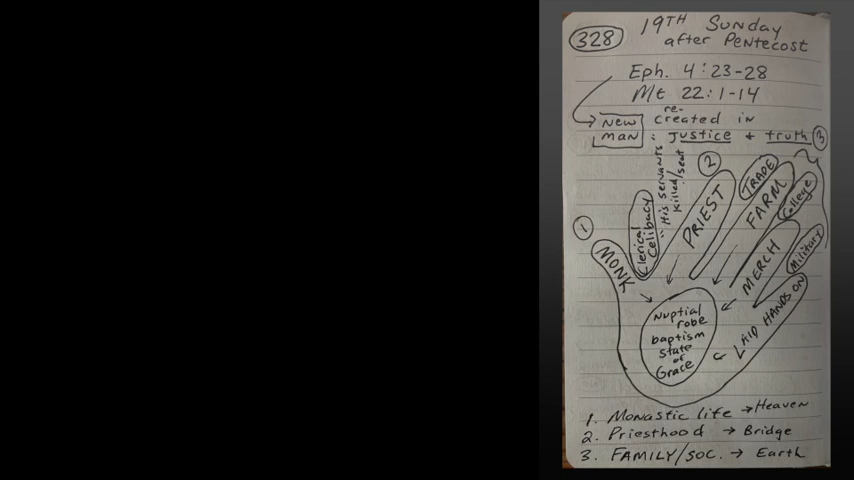 328
19TH Sunday
after Pentecost
Eph. 4:23-28
Mt 22:1-14
re-
created in
New
man
: Justice + truth
3
2
1
"His servants
killed/sent
Clerical
Celibacy
MONK
PRIEST
TRADE
FARM
College
MERCH
Military
LAID HANDS ON
Nuptial
robe
baptism
state
of
Grace
1. Monastic life → Heaven
2. Priesthood → Bridge
3. FAMILY/SOC. → Earth